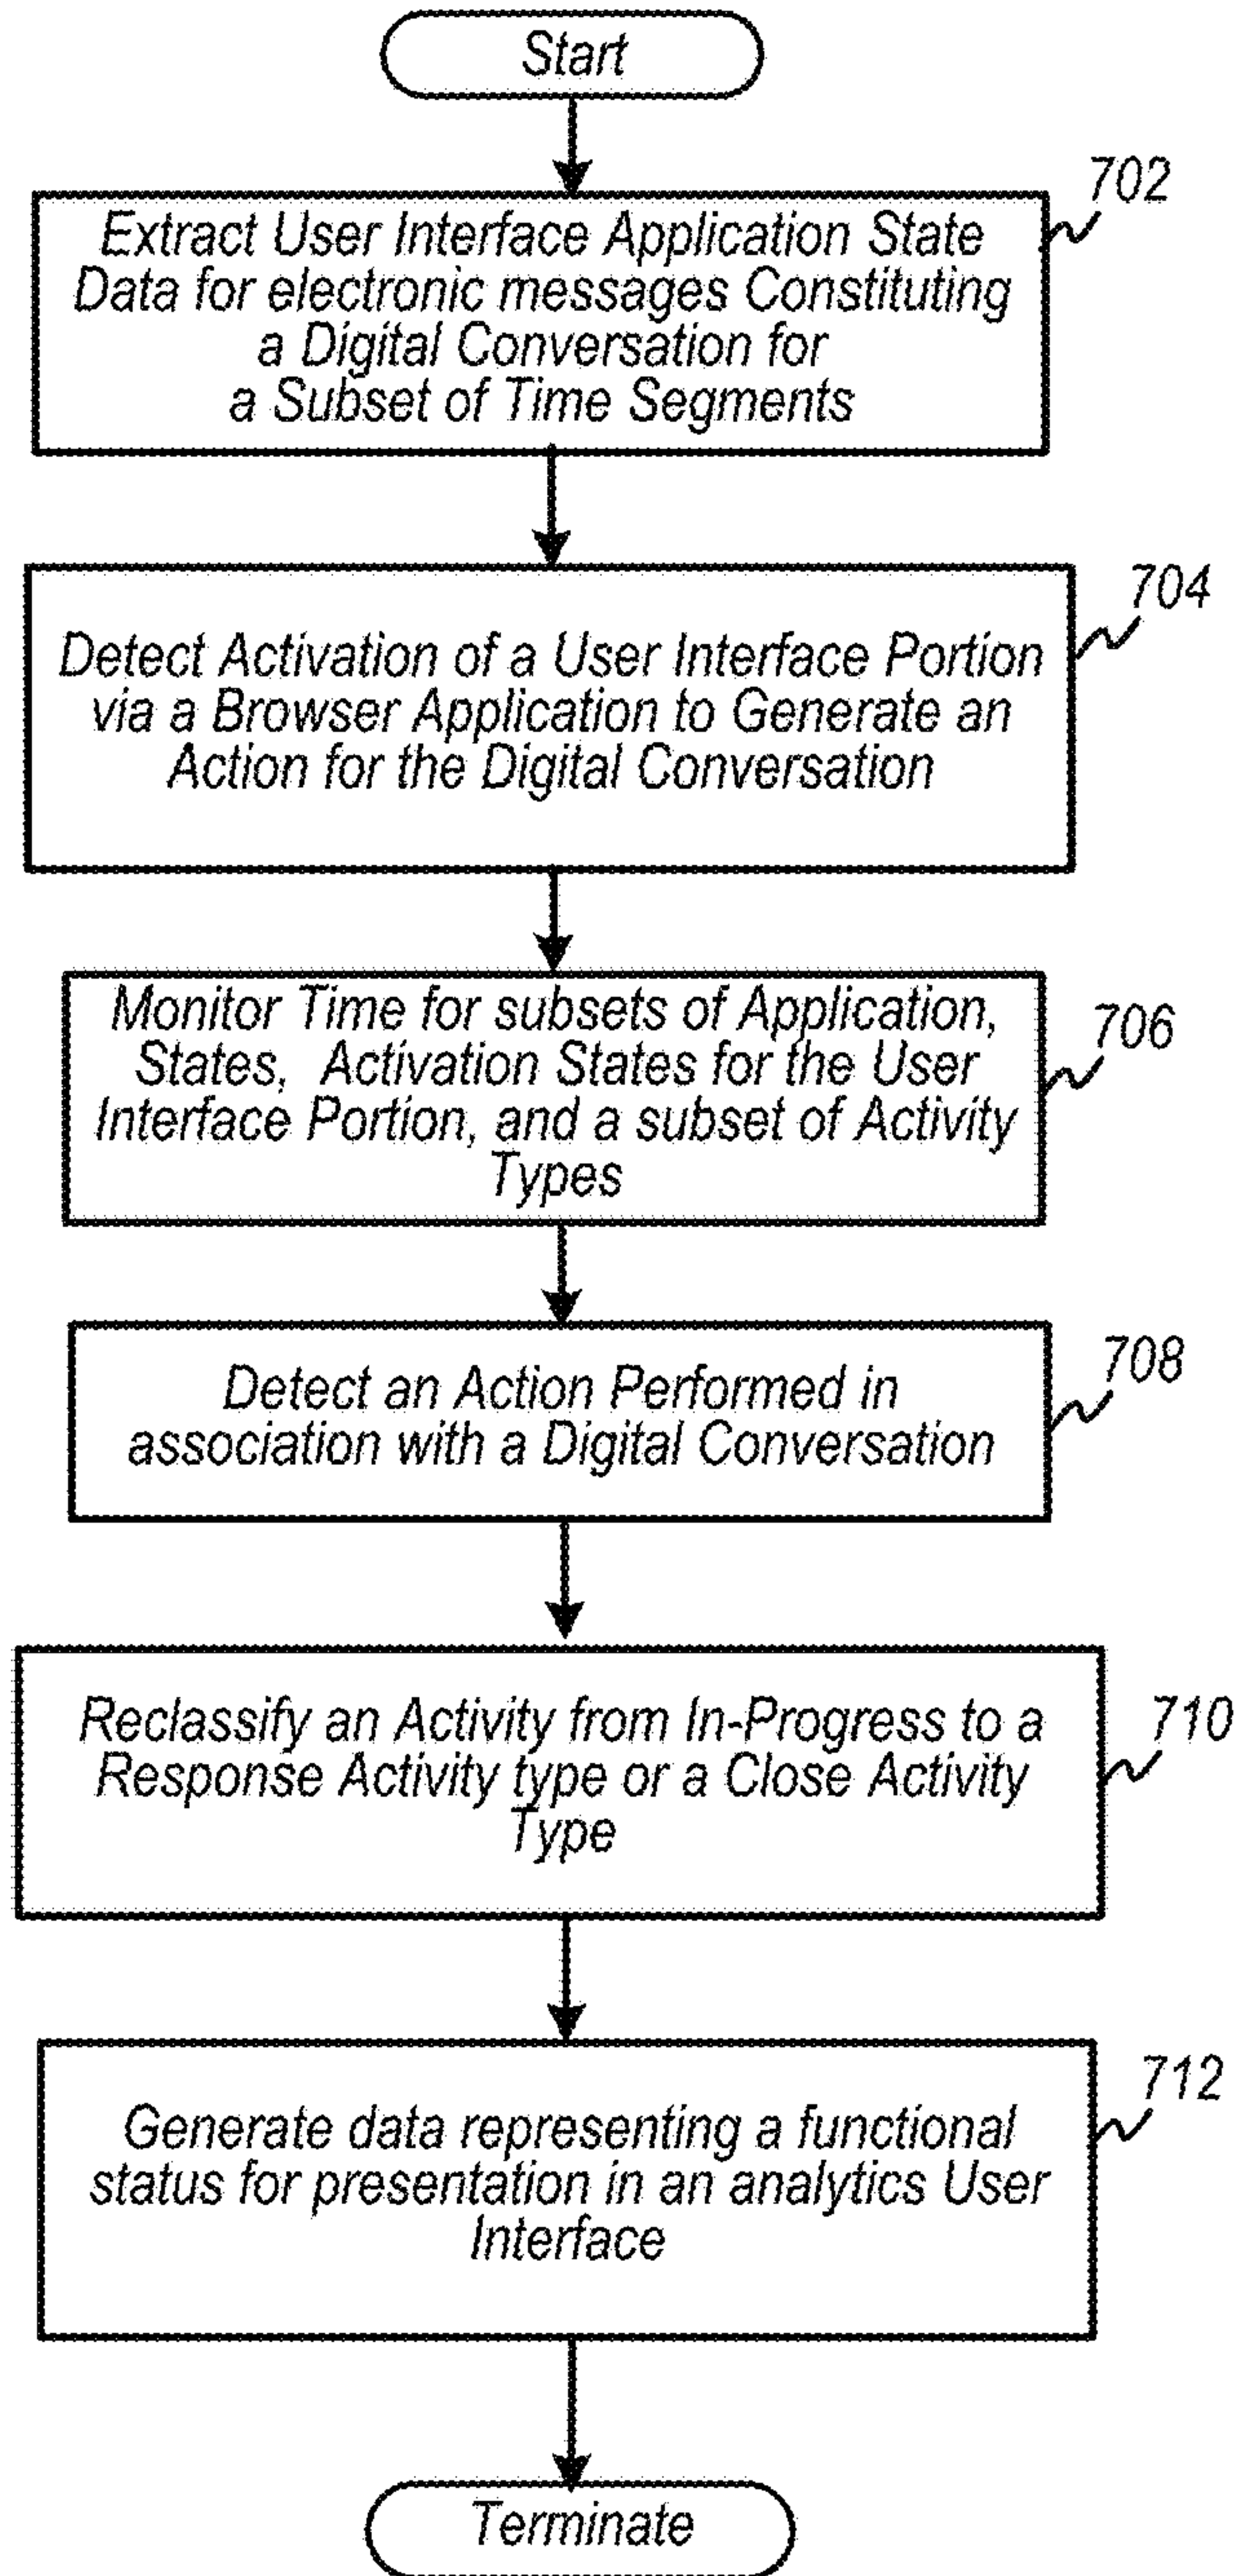 Start
702
Extract User Interface Application State
Data for electronic messages Constituting
a Digital Conversation for
a Subset of Time Segments
704
Detect Activation of a User Interface Portion
via a Browser Application to Generate an
Action for the Digital Conversation
706
Monitor Time for subsets of Application,
States, Activation States for the User
Interface Portion, and a subset of Activity
Types
708
Detect an Action Performed in
association with a Digital Conversation
710
Reclassify an Activity from In-Progress to a
Response Activity type or a Close Activity
Type
712
Generate data representing a functional
status for presentation in an analytics User
Interface
Terminate